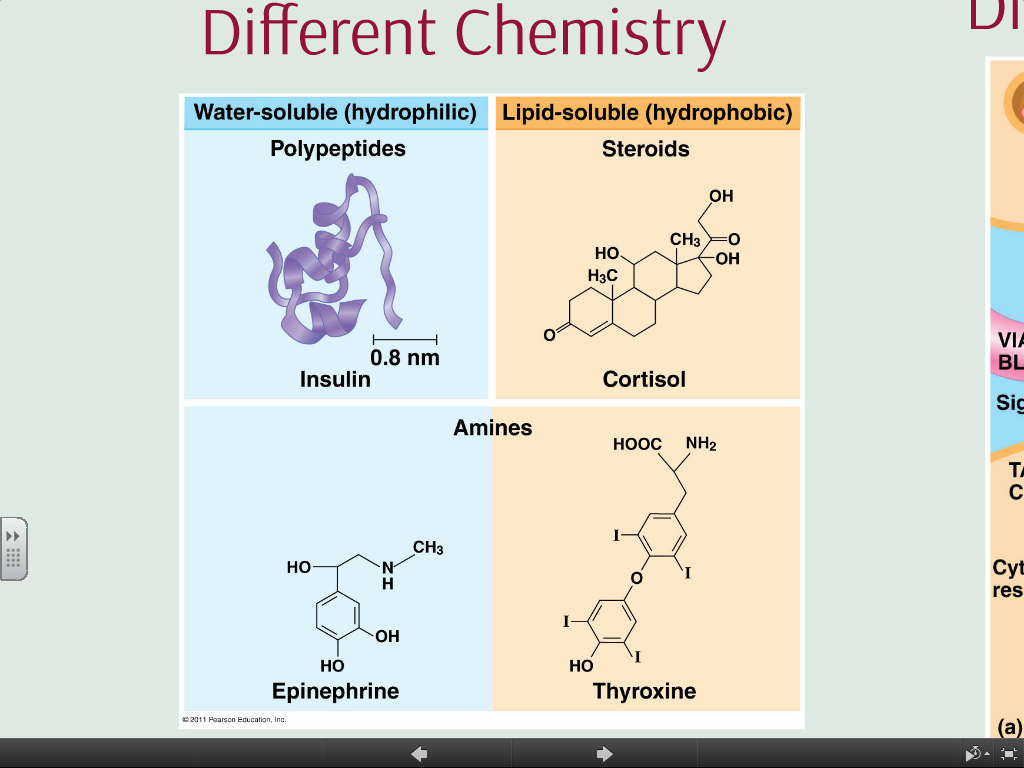 Different Chemistry
Water-soluble (hydrophilic)
Lipid-soluble (hydrophobic)
Polypeptides
Steroids
OH
CH₃
O
HO
OH
H₃C
O
0.8 nm
Insulin
Cortisol
Amines
HOOC
NH₂
I
I
O
I
I
HO
CH₃
HO
N
H
OH
HO
Epinephrine
Thyroxine
© 2011 Pearson Education, Inc.
VIA
BL
Sig
TA
C
Cyt
res
(a)